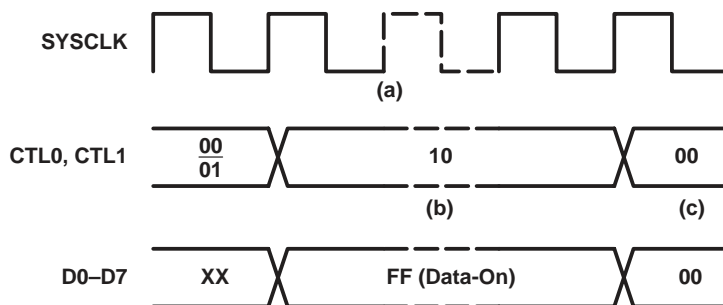 SYSCLK
(a)
CTL0, CTL1
00
01
10
00
(b)
(c)
D0–D7
XX
FF (Data-On)
00